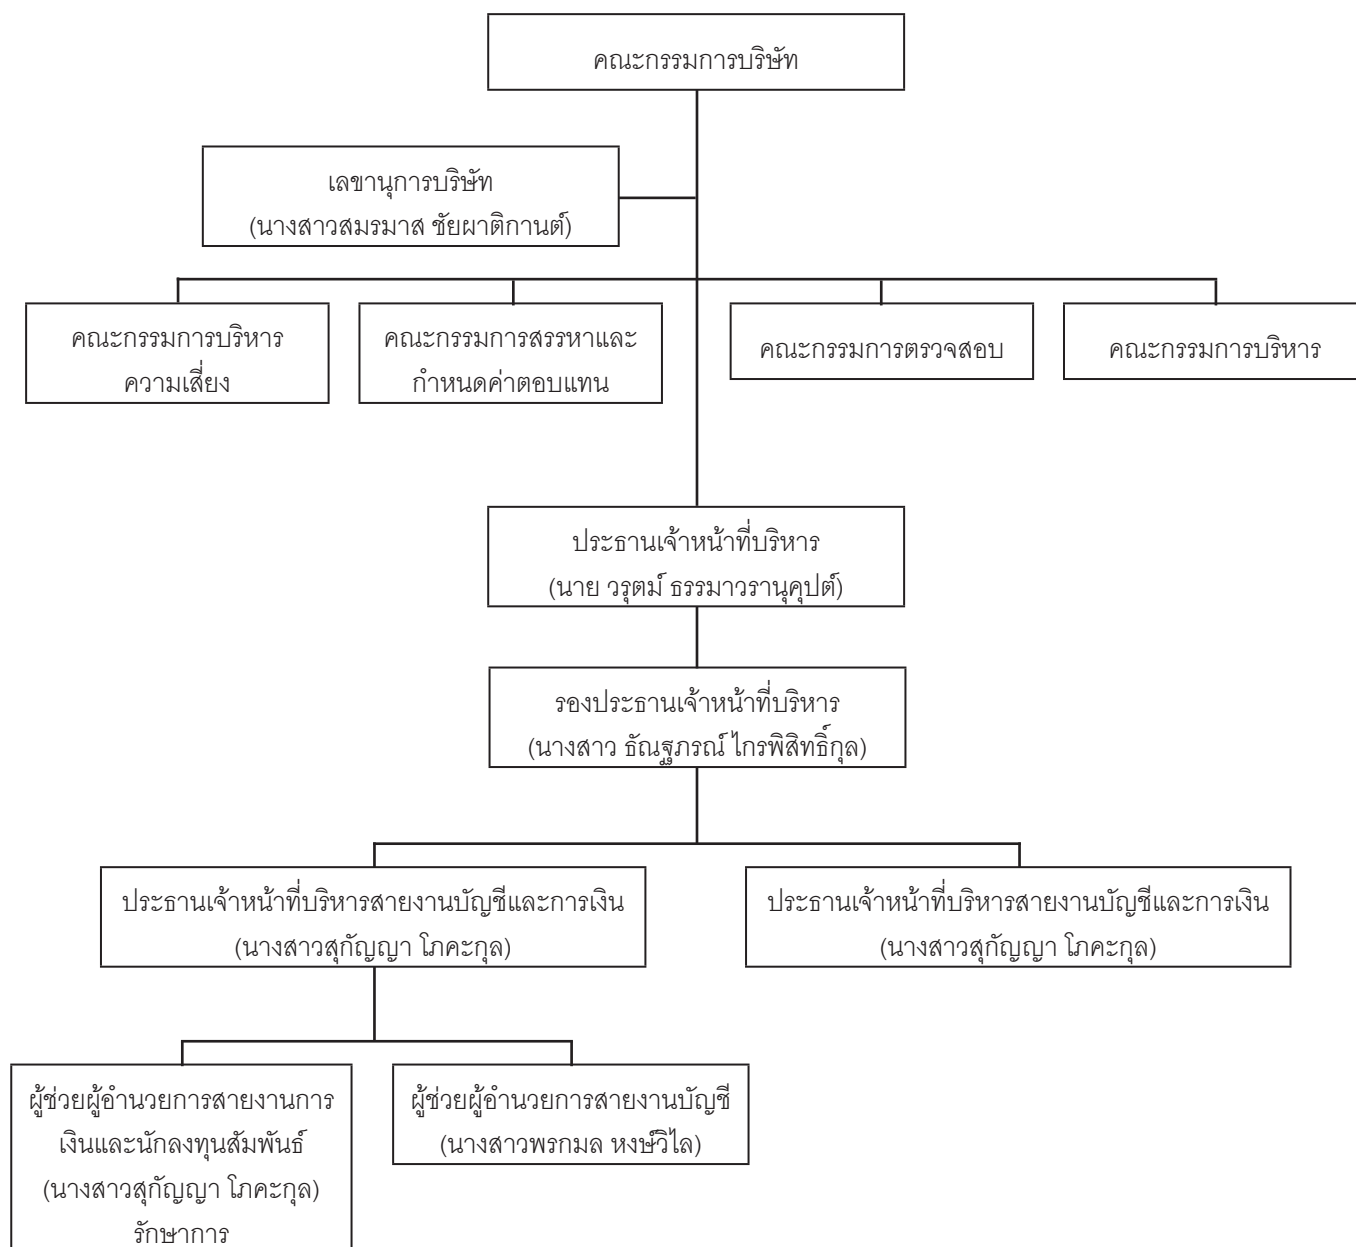 คณะกรรมการบริษัท
เลขานุการบริษัท
(นางสาวสมรมาส ชัยผาติกานต์)
คณะกรรมการบริหาร
ความเสี่ยง
คณะกรรมการสรรหาและ
กำหนดค่าตอบแทน
คณะกรรมการตรวจสอบ
คณะกรรมการบริหาร
ประธานเจ้าหน้าที่บริหาร
(นาย วรุตม์ ธรรมาวรานุคุปต์)
รองประธานเจ้าหน้าที่บริหาร
(นางสาว ธัณฐภรณ์ ไกรพิสิทธิ์กุล)
ประธานเจ้าหน้าที่บริหารสายงานบัญชีและการเงิน
(นางสาวสุกัญญา โภคะกุล)
ประธานเจ้าหน้าที่บริหารสายงานบัญชีและการเงิน
(นางสาวสุกัญญา โภคะกุล)
ผู้ช่วยผู้อำนวยการสายงานการ
เงินและนักลงทุนสัมพันธ์
(นางสาวสุกัญญา โภคะกุล)
รักษาการ
ผู้ช่วยผู้อำนวยการสายงานบัญชี
(นางสาวพรกมล หงษ์วิไล)